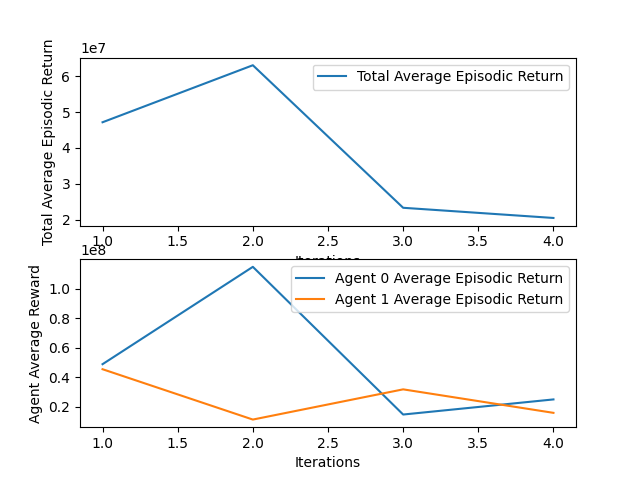 1e7
Total Average Episodic Return
6
5
4
3
2
Total Average Episodic Return
1.0 1.5 2.0 2.5 3.0 3.5 4.0
Iterations
1e8
Agent Average Reward
1.0
0.8
0.6
0.4
0.2
Agent 0 Average Episodic Return
Agent 1 Average Episodic Return
1.0 1.5 2.0 2.5 3.0 3.5 4.0
Iterations